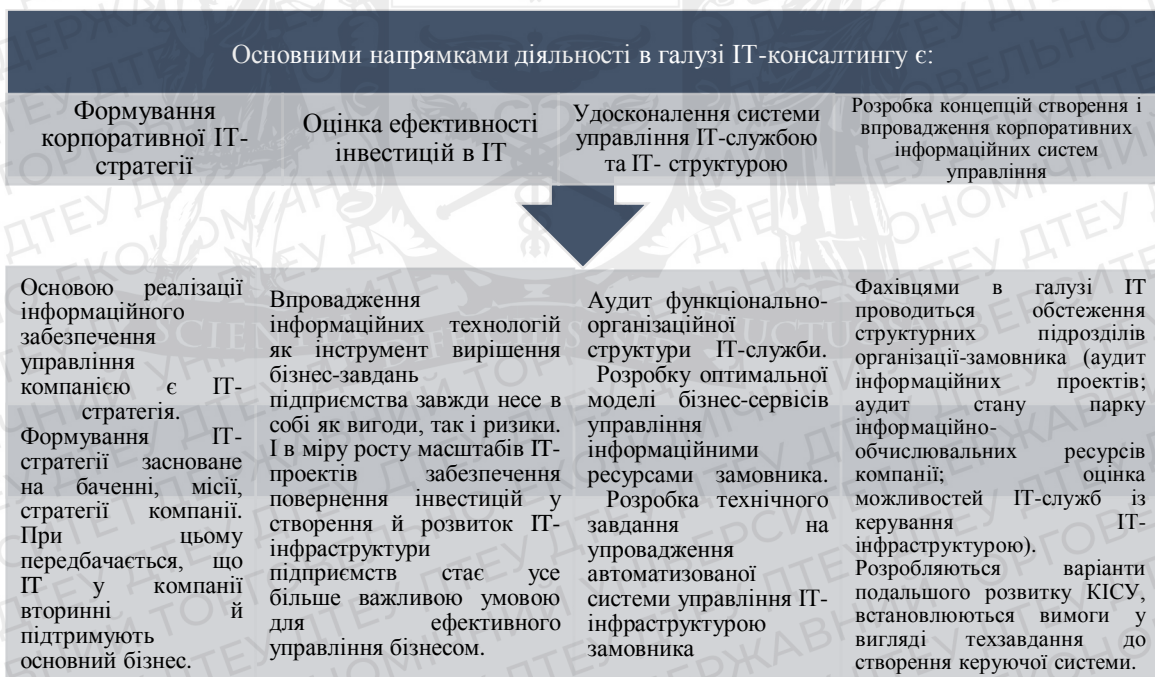 Основними напрямками діяльності в галузі ІТ-консалтингу є:
Формування
корпоративної ІТ-
стратегії
Оцінка ефективності
інвестицій в ІТ
Удосконалення системи
управління ІТ-службою
та ІТ- структурою
Розробка концепцій створення і
впровадження корпоративних
інформаційних систем
управління
Основою реалізації
інформаційного
забезпечення
управління
компанією є ІТ-
стратегія.
Формування ІТ-
стратегії засноване
на баченні, місії,
стратегії компанії.
При цьому
передбачається, що
ІТ у компанії
вторинні й
підтримують
основний бізнес.
Впровадження
інформаційних технологій
як інструмент вирішення
бізнес-завдань
підприємства завжди несе в
собі як вигоди, так і ризики.
І в міру росту масштабів ІТ-
проектів забезпечення
повернення інвестицій у
створення й розвиток ІТ-
інфраструктури
підприємств стає усе
більше важливою умовою
для ефективного
управління бізнесом.
Аудит функціонально-
організаційної
структури ІТ-служби.
Розробку оптимальної
моделі бізнес-сервісів
управління
інформаційними
ресурсами замовника.
Розробка технічного
завдання на
упровадження
автоматизованої
системи управління ІТ-
інфраструктурою
замовника
Фахівцями в галузі ІТ
проводиться обстеження
структурних підрозділів
організації-замовника (аудит
інформаційних проектів;
аудит стану парку
інформаційно-
обчислювальних ресурсів
компанії; оцінка
можливостей ІТ-служб із
керування ІТ-
інфраструктурою).
Розробляються варіанти
подальшого розвитку КІСУ,
встановлюються вимоги у
вигляді техзавдання до
створення керуючої системи.